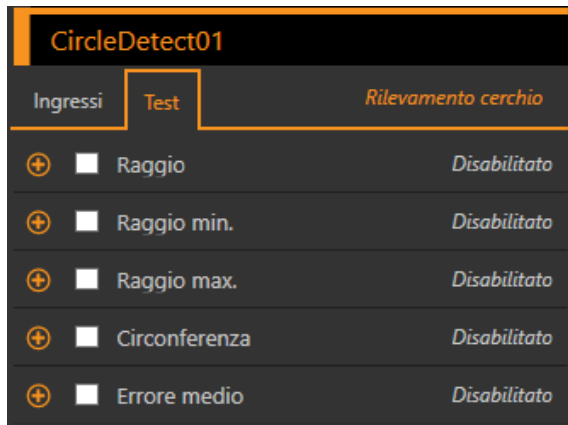 CircleDetect01
Ingressi Test Rilevamento cerchio
Raggio Disabilitato
Raggio min. Disabilitato
Raggio max. Disabilitato
Circonferenza Disabilitato
Errore medio Disabilitato